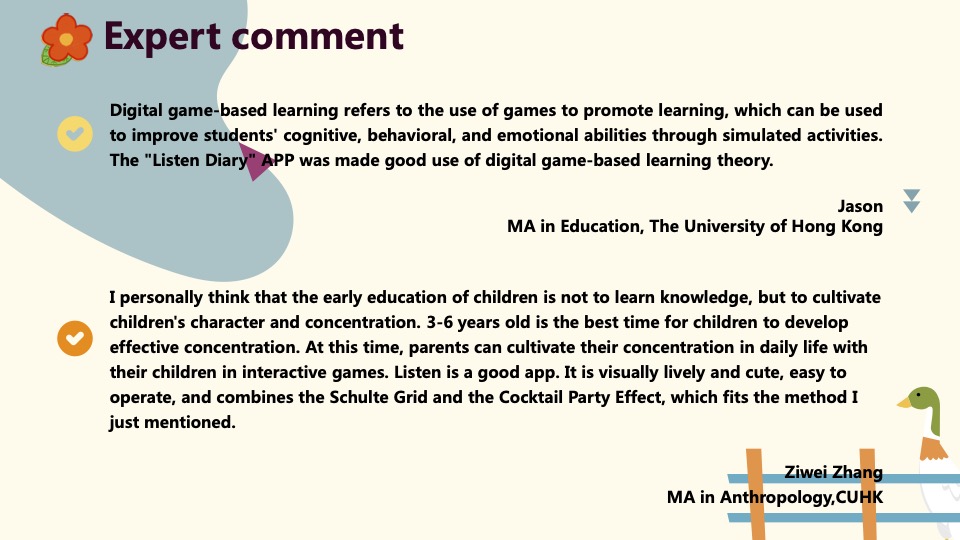 Expert comment
Digital game-based learning refers to the use of games to promote learning, which can be used
to improve students' cognitive, behavioral, and emotional abilities through simulated activities.
The "Listen Diary" APP was made good use of digital game-based learning theory.
Jason
MA in Education, The University of Hong Kong
I personally think that the early education of children is not to learn knowledge, but to cultivate
children's character and concentration. 3-6 years old is the best time for children to develop
effective concentration. At this time, parents can cultivate their concentration in daily life with
their children in interactive games. Listen is a good app. It is visually lively and cute, easy to
operate, and combines the Schulte Grid and the Cocktail Party Effect, which fits the method I
just mentioned.
Ziwei Zhang
MA in Anthropology,CUHK